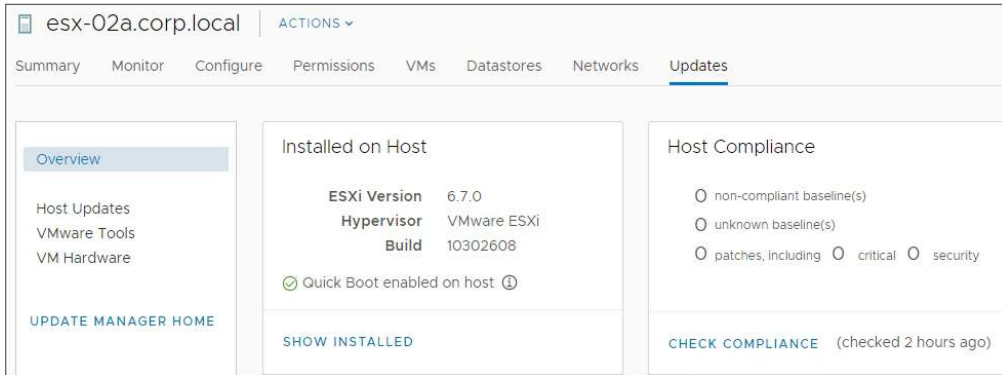 esx-02a.corp.local ACTIONS
Summary Monitor Configure Permissions VMs Datastores Networks Updates
Overview
Host Updates
VMware Tools
VM Hardware
UPDATE MANAGER HOME
Installed on Host
ESXi Version 6.7.0
Hypervisor VMware ESXi
Build 10302608
Quick Boot enabled on host
SHOW INSTALLED
Host Compliance
0 non-compliant baseline(s)
0 unknown baseline(s)
0 patches, including 0 critical 0 security
CHECK COMPLIANCE (checked 2 hours ago)